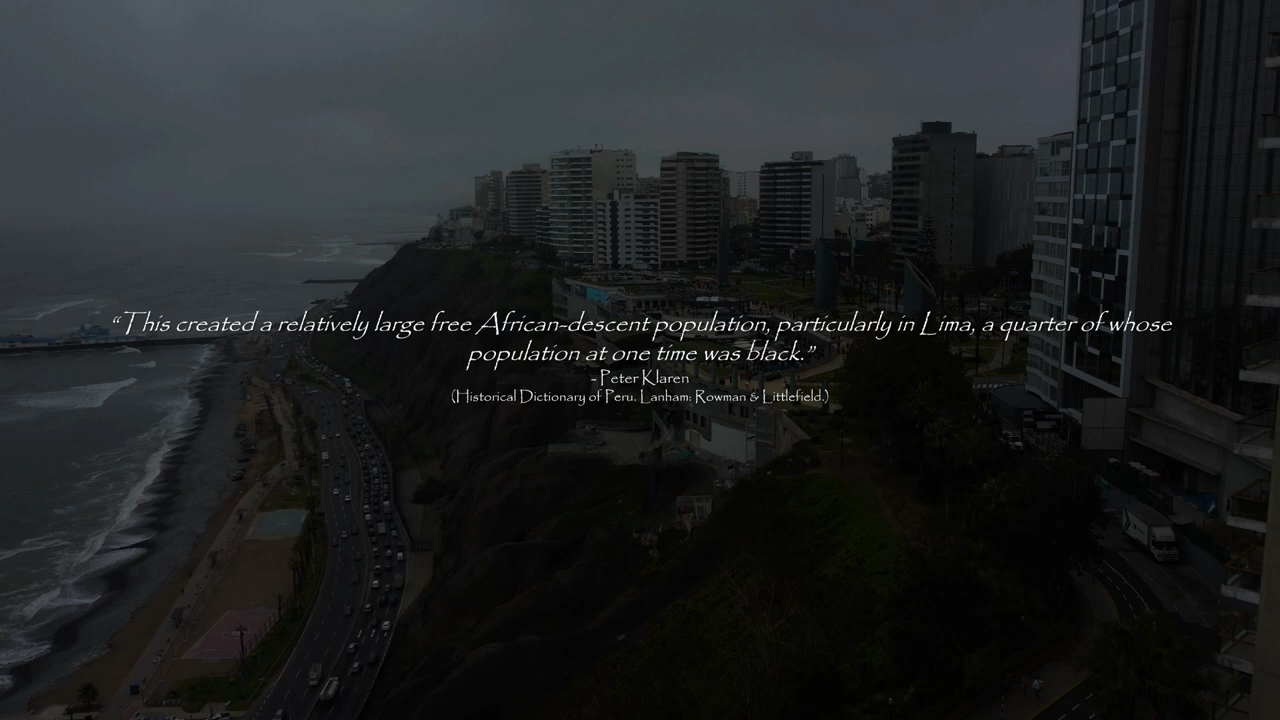 “This created a relatively large free African-descent population, particularly in Lima, a quarter of whose
population at one time was black.”
- Peter Klaren
(Historical Dictionary of Peru. Lanham: Rowman & Littlefield.)